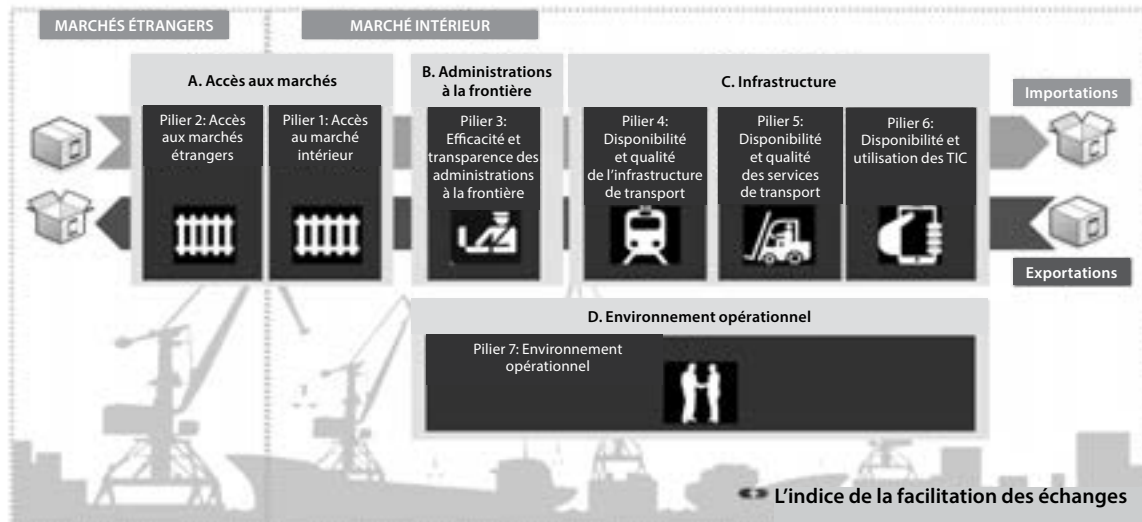 MARCHÉS ÉTRANGERS
MARCHÉ INTÉRIEUR
A. Accès aux marchés
B. Administrations
à la frontière
C. Infrastructure
Importations
Pilier 2: Accès
aux marchés
étrangers
Pilier 1: Accès
au marché
intérieur
Pilier 3:
Efficacité et
transparence des
administrations
à la frontière
Pilier 4:
Disponibilité
et qualité
de l'infrastructure
de transport
Pilier 5:
Disponibilité
et qualité
des services
de transport
Pilier 6:
Disponibilité et
utilisation des TIC
Exportations
D. Environnement opérationnel
Pilier 7: Environnement
opérationnel
L'indice de la facilitation des échanges